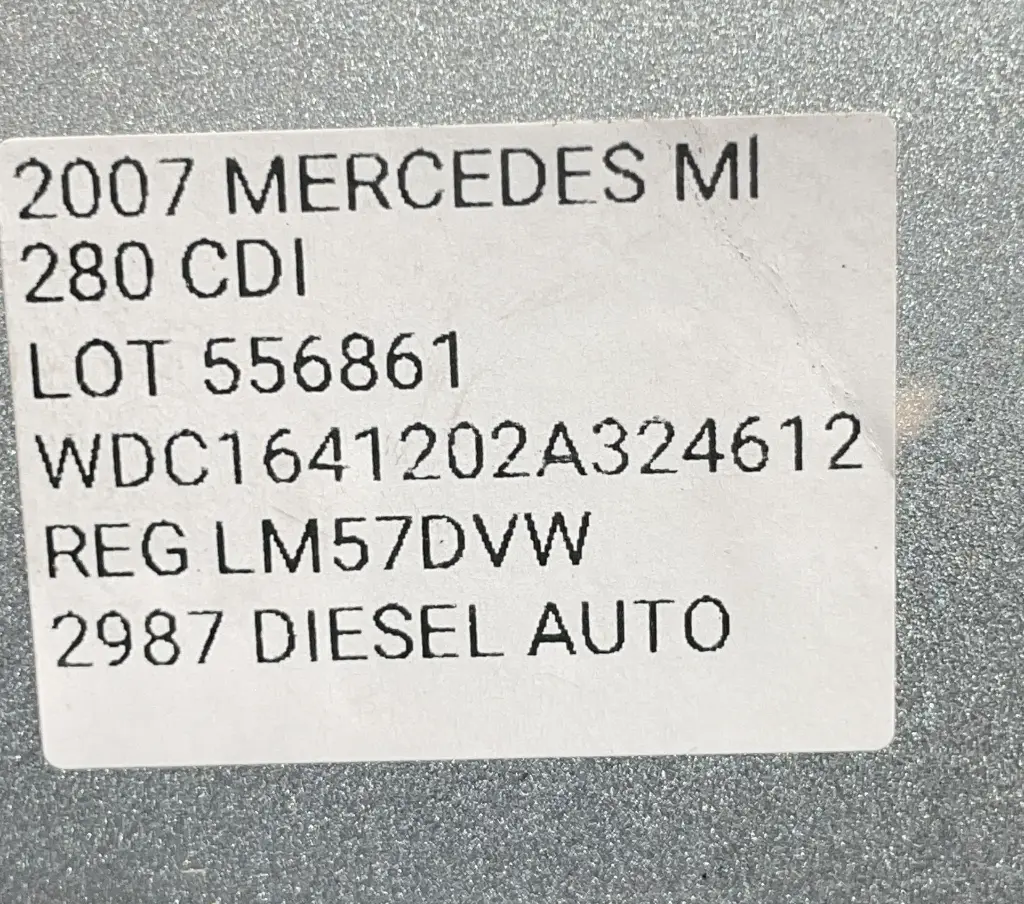 2007 MERCEDES Ml
280 CDI
LOT 556861
WDC1641202A324612
REG LM57DVW
2987 DIESEL AUTO